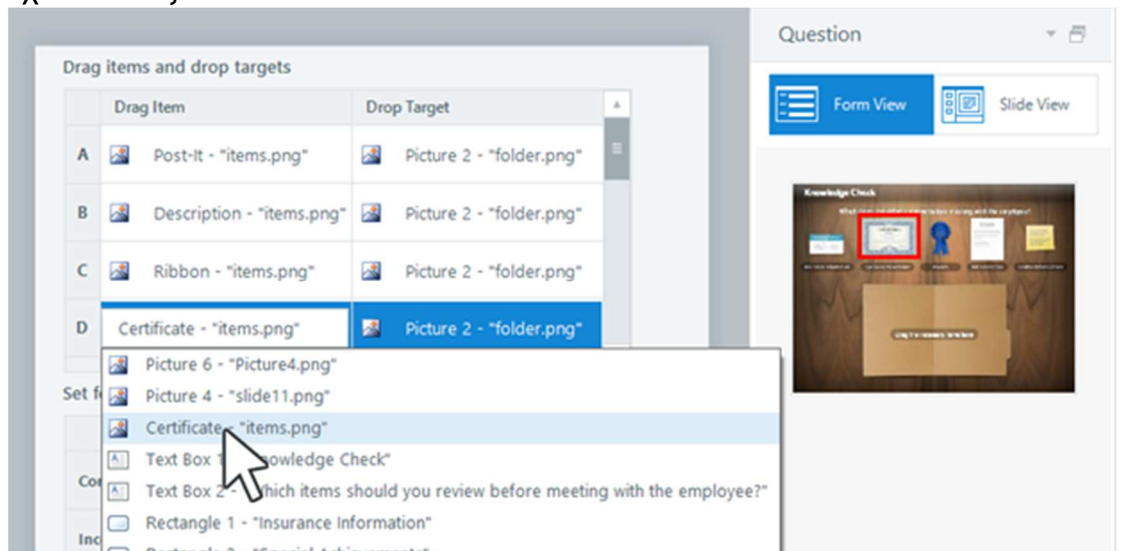 Question
Drag items and drop targets
Drag Item Drop Target
Form View Slide View
A Post-It - "items.png" Picture 2 - "folder.png"
B Description - "items.png" Picture 2 - "folder.png"
C Ribbon - "items.png" Picture 2 - "folder.png"
D Certificate - "items.png" Picture 2 - "folder.png"
Knowledge Check
Picture 6 - "Picture4.png"
Set
Picture 4 - "slide11.png"
Certificate - "items.png"
Text Box 1 Knowledge Check"
Text Box 2 - Which items should you review before meeting with the employee?"
Rectangle 1 - "Insurance Information"